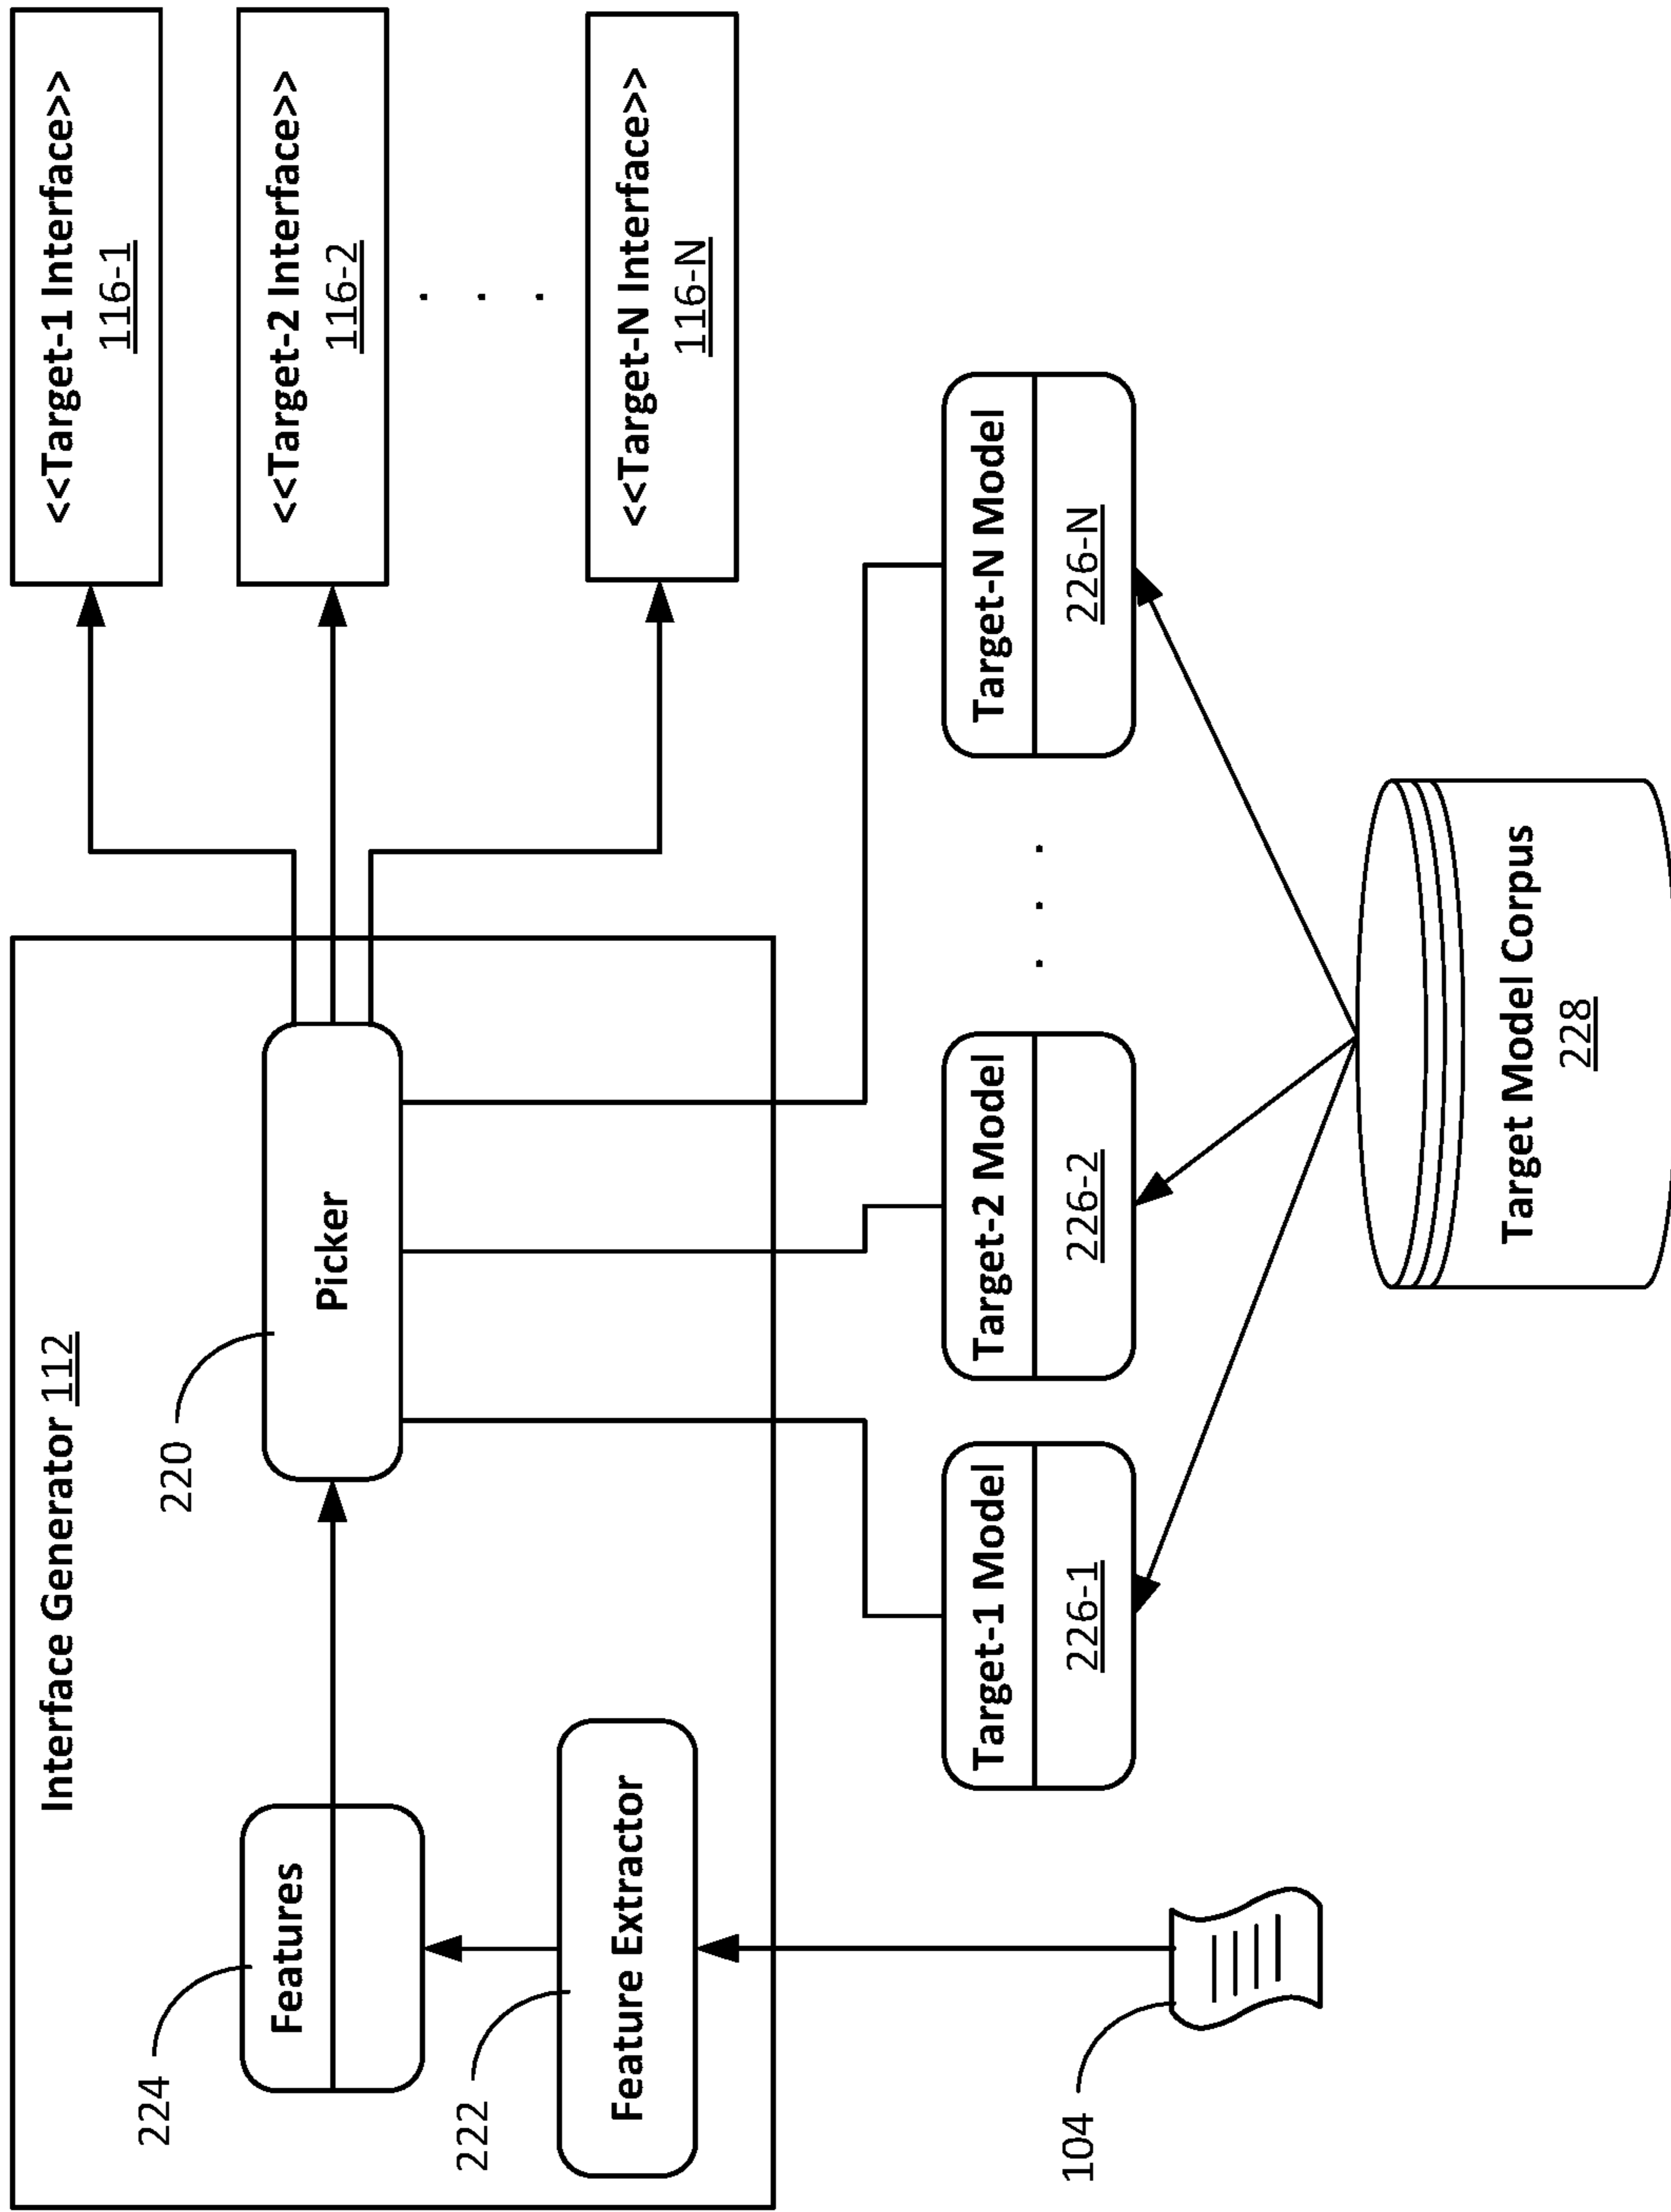 Interface Generator 112
224
Features
222
Feature Extractor
220
Picker
<<Target-1 Interface>>
116-1
<<Target-2 Interface>>
116-2
. . .
<<Target-N Interface>>
116-N
104
Target-1 Model
226-1
Target-2 Model
226-2
. . .
Target-N Model
226-N
Target Model Corpus
228